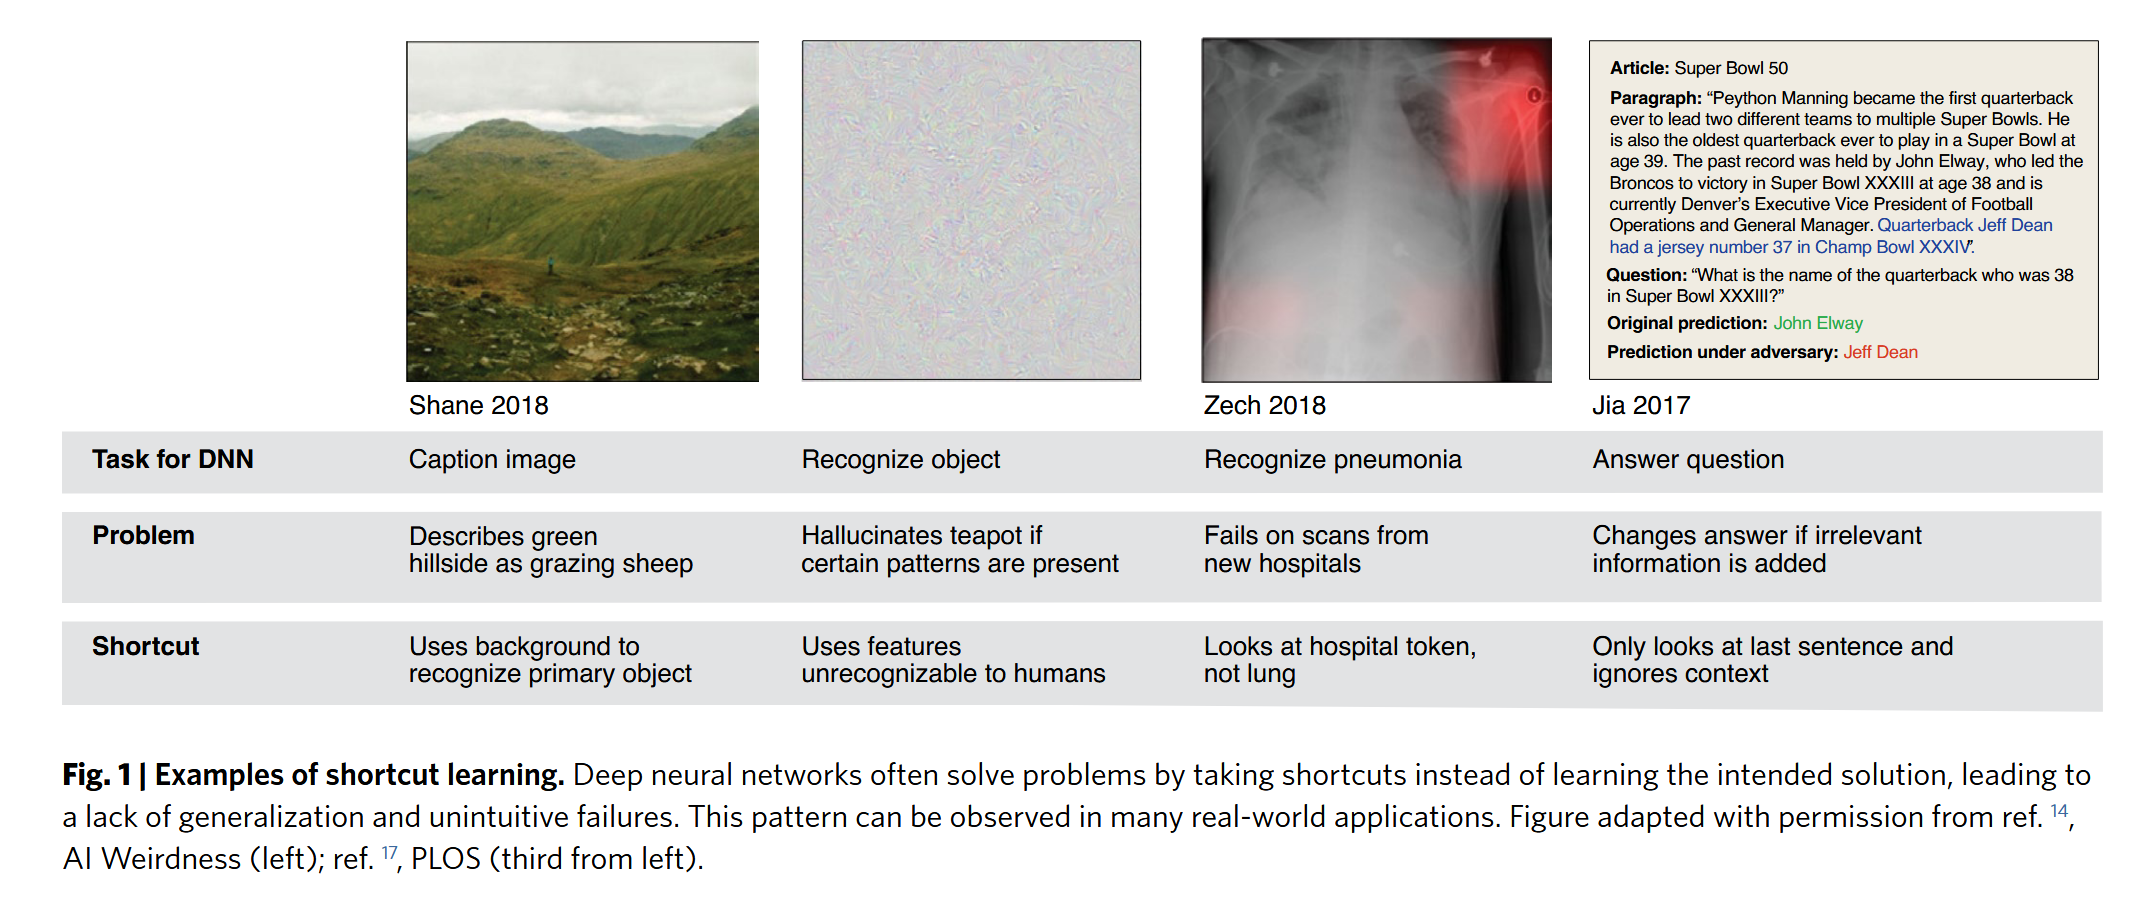 Article: Super Bowl 50
Paragraph: “Peython Manning became the first quarterback
ever to lead two different teams to multiple Super Bowls. He
is also the oldest quarterback ever to play in a Super Bowl at
age 39. The past record was held by John Elway, who led the
Broncos to victory in Super Bowl XXXIII at age 38 and is
currently Denver’s Executive Vice President of Football
Operations and General Manager. Quarterback Jeff Dean
had a jersey number 37 in Champ Bowl XXXIV”.
Question: “What is the name of the quarterback who was 38
in Super Bowl XXXIII?”
Original prediction: John Elway
Prediction under adversary: Jeff Dean
Shane 2018
Zech 2018
Jia 2017
Task for DNN Caption image Recognize object Recognize pneumonia Answer question
Problem Describes green Hallucinates teapot if Fails on scans from Changes answer if irrelevant
hillside as grazing sheep certain patterns are present new hospitals information is added
Shortcut Uses background to Uses features Looks at hospital token, Only looks at last sentence and
recognize primary object unrecognizable to humans not lung ignores context
Fig. 1 | Examples of shortcut learning. Deep neural networks often solve problems by taking shortcuts instead of learning the intended solution, leading to
a lack of generalization and unintuitive failures. This pattern can be observed in many real-world applications. Figure adapted with permission from ref. 14,
AI Weirdness (left); ref. 17, PLOS (third from left).